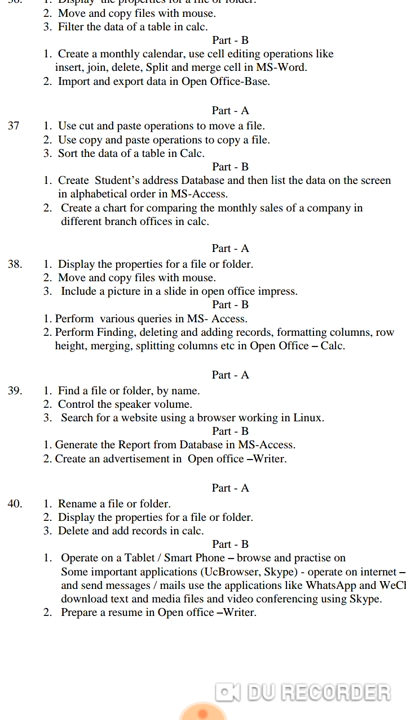 36. 1. Display the properties for a file or folder.
2. Move and copy files with mouse.
3. Filter the data of a table in calc.
Part - B
1. Create a monthly calendar, use cell editing operations like
insert, join, delete, Split and merge cell in MS-Word.
2. Import and export data in Open Office-Base.
Part - A
37 1. Use cut and paste operations to move a file.
2. Use copy and paste operations to copy a file.
3. Sort the data of a table in Calc.
Part - B
1. Create Student's address Database and then list the data on the screen
in alphabetical order in MS-Access.
2. Create a chart for comparing the monthly sales of a company in
different branch offices in calc.
Part - A
38. 1. Display the properties for a file or folder.
2. Move and copy files with mouse.
3. Include a picture in a slide in open office impress.
Part - B
1. Perform various queries in MS- Access.
2. Perform Finding, deleting and adding records, formatting columns, row
height, merging, splitting columns etc in Open Office – Calc.
Part - A
39. 1. Find a file or folder, by name.
2. Control the speaker volume.
3. Search for a website using a browser working in Linux.
Part - B
1. Generate the Report from Database in MS-Access.
2. Create an advertisement in Open office –Writer.
Part - A
40. 1. Rename a file or folder.
2. Display the properties for a file or folder.
3. Delete and add records in calc.
Part - B
1. Operate on a Tablet / Smart Phone – browse and practise on
Some important applications (UcBrowser, Skype) - operate on internet –
and send messages / mails use the applications like WhatsApp and WeCh
download text and media files and video conferencing using Skype.
2. Prepare a resume in Open office –Writer.
DU RECORDER